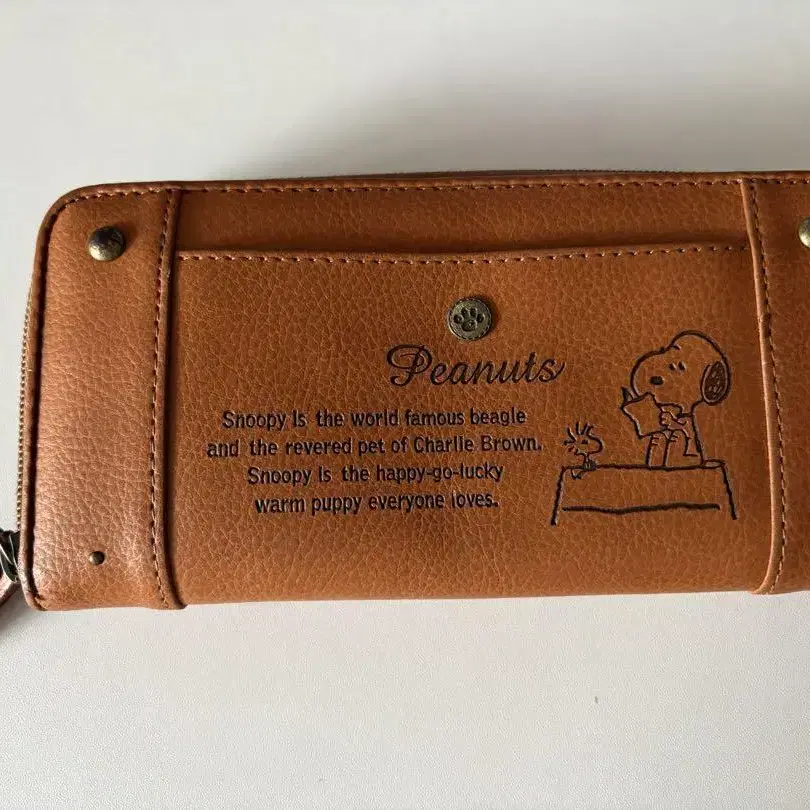 Peanuts
Snoopy Is the world famous beagle
and the revered pet of Charlie Brown.
Snoopy is the happy-go-lucky
warm puppy everyone loves.